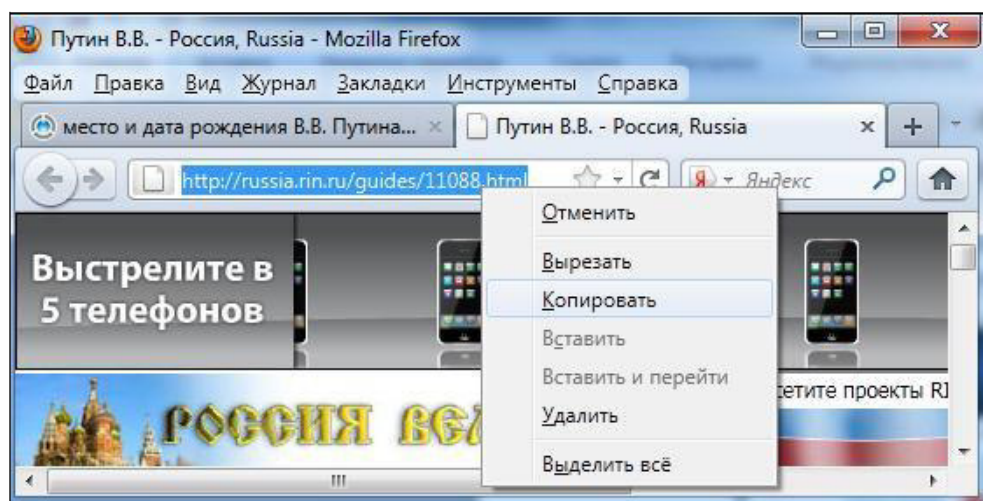 Путин В.В. - Россия, Russia - Mozilla Firefox
Файл Правка Вид Журнал Закладки Инструменты Справка
место и дата рождения В.В. Путина... Путин В.В. - Россия, Russia
http://russia.rin.ru/guides/11088.html Яндекс
Выстрелите в
5 телефонов
Отменить
Вырезать
Копировать
Вставить
Вставить и перейти
Удалить
Выделить всё
проекты
РОССИЯ